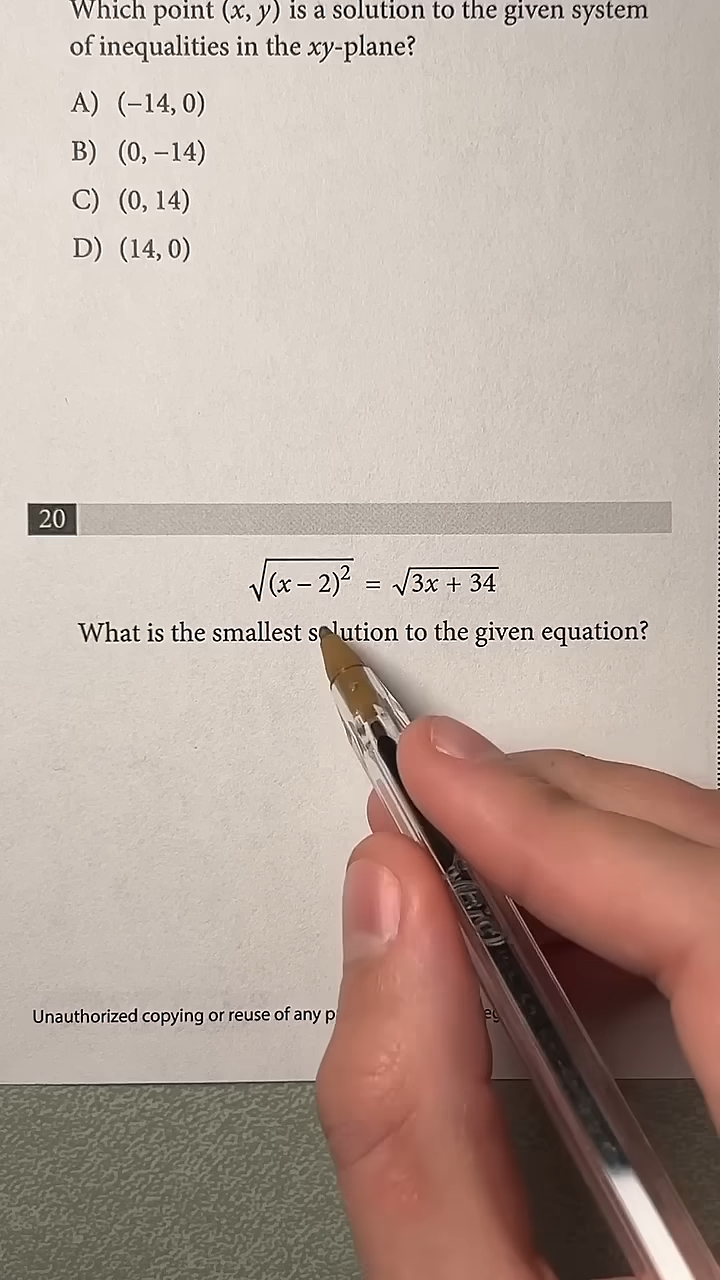 Which point (x, y) is a solution to the given system
of inequalities in the xy-plane?
A) (−14, 0)
B) (0, −14)
C) (0, 14)
D) (14, 0)
20
√(x − 2)² = √3x + 34
What is the smallest solution to the given equation?
Unauthorized copying or reuse of any